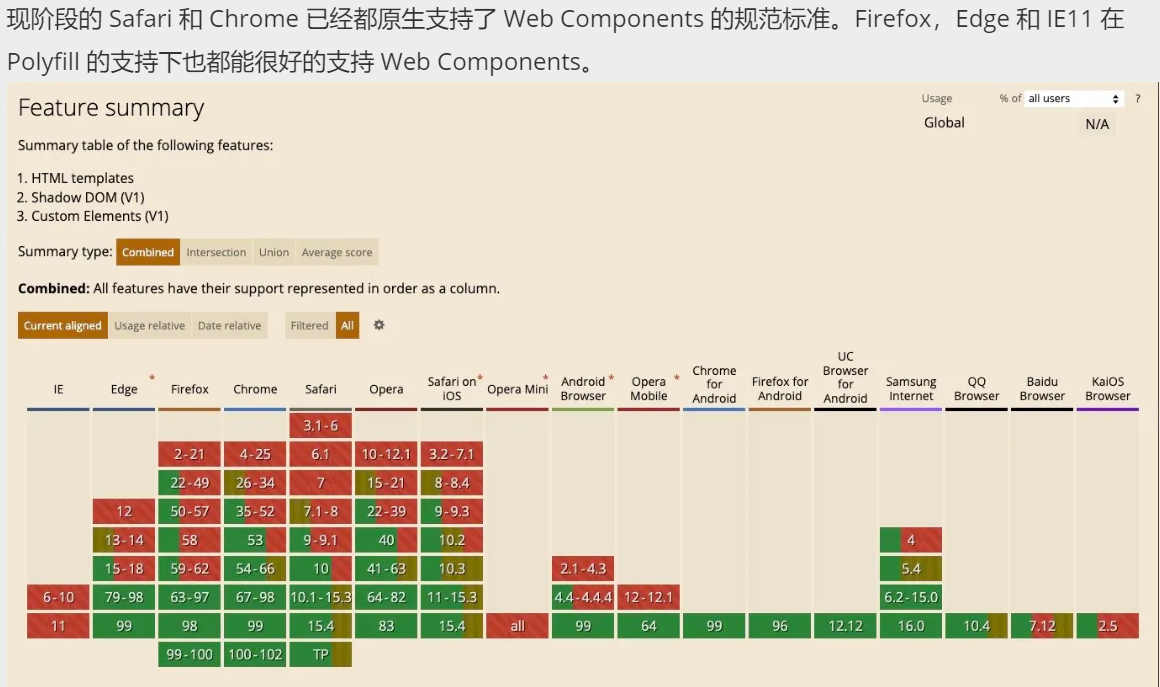 现阶段的 Safari 和 Chrome 已经都原生支持了 Web Components 的规范标准。Firefox，Edge 和 IE11 在
Polyfill 的支持下也都能很好的支持 Web Components。
Feature summary
Usage % of all users ?
Global N/A
Summary table of the following features:
1. HTML templates
2. Shadow DOM (V1)
3. Custom Elements (V1)
Summary type: Combined Intersection Union Average score
Combined: All features have their support represented in order as a column.
Current aligned Usage relative Date relative Filtered All
IE Edge * Firefox Chrome Safari Opera Safari on iOS * Opera Mini * Android Browser * Opera Mobile * Chrome for Android Firefox for Android UC Browser for Android Samsung Internet QQ Browser Baidu Browser KaiOS Browser
3.1-6
2-21 4-25 6.1 10-12.1 3.2-7.1
22-49 26-34 7 15-21 8-8.4
12 50-57 35-52 7.1-8 22-39 9-9.3
13-14 58 53 9-9.1 40 10.2 4
15-18 59-62 54-66 10 41-63 10.3 2.1-4.3 5.4
6-10 79-98 63-97 67-98 10.1-15.3 64-82 11-15.3 4.4-4.4.4 12-12.1 6.2-15.0
11 99 98 99 15.4 83 15.4 all 99 64 99 96 12.12 16.0 10.4 7.12 2.5
99-100 100-102 TP